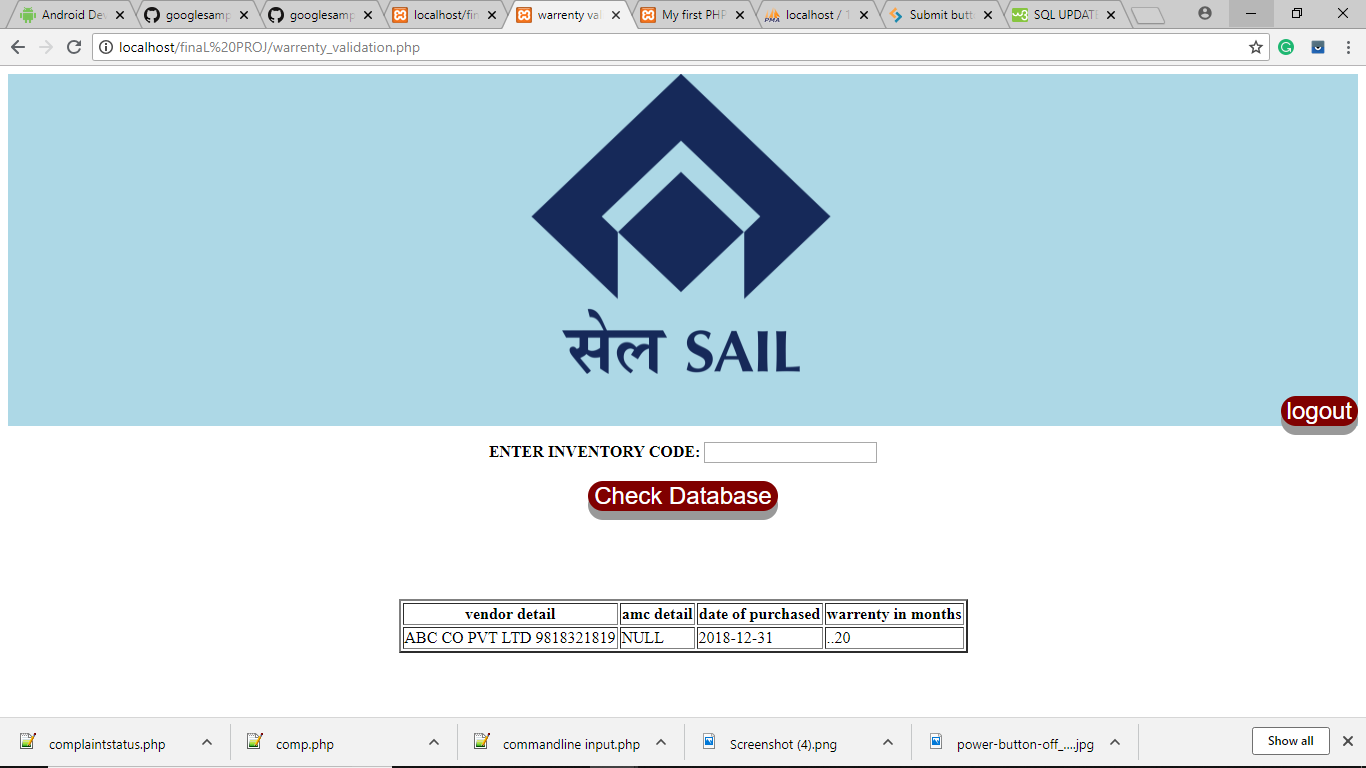 Android Dev
googlesamp
googlesamp
localhost/fin
warrenty val
My first PHP
localhost / 1
Submit butt
SQL UPDATE
localhost/finaL%20PROJ/warrenty_validation.php
सेल SAIL
logout
ENTER INVENTORY CODE:
Check Database
vendor detail amc detail date of purchased warrenty in months
ABC CO PVT LTD 9818321819 NULL 2018-12-31 ..20
complaintstatus.php comp.php commandline input.php Screenshot (4).png power-button-off_....jpg Show all